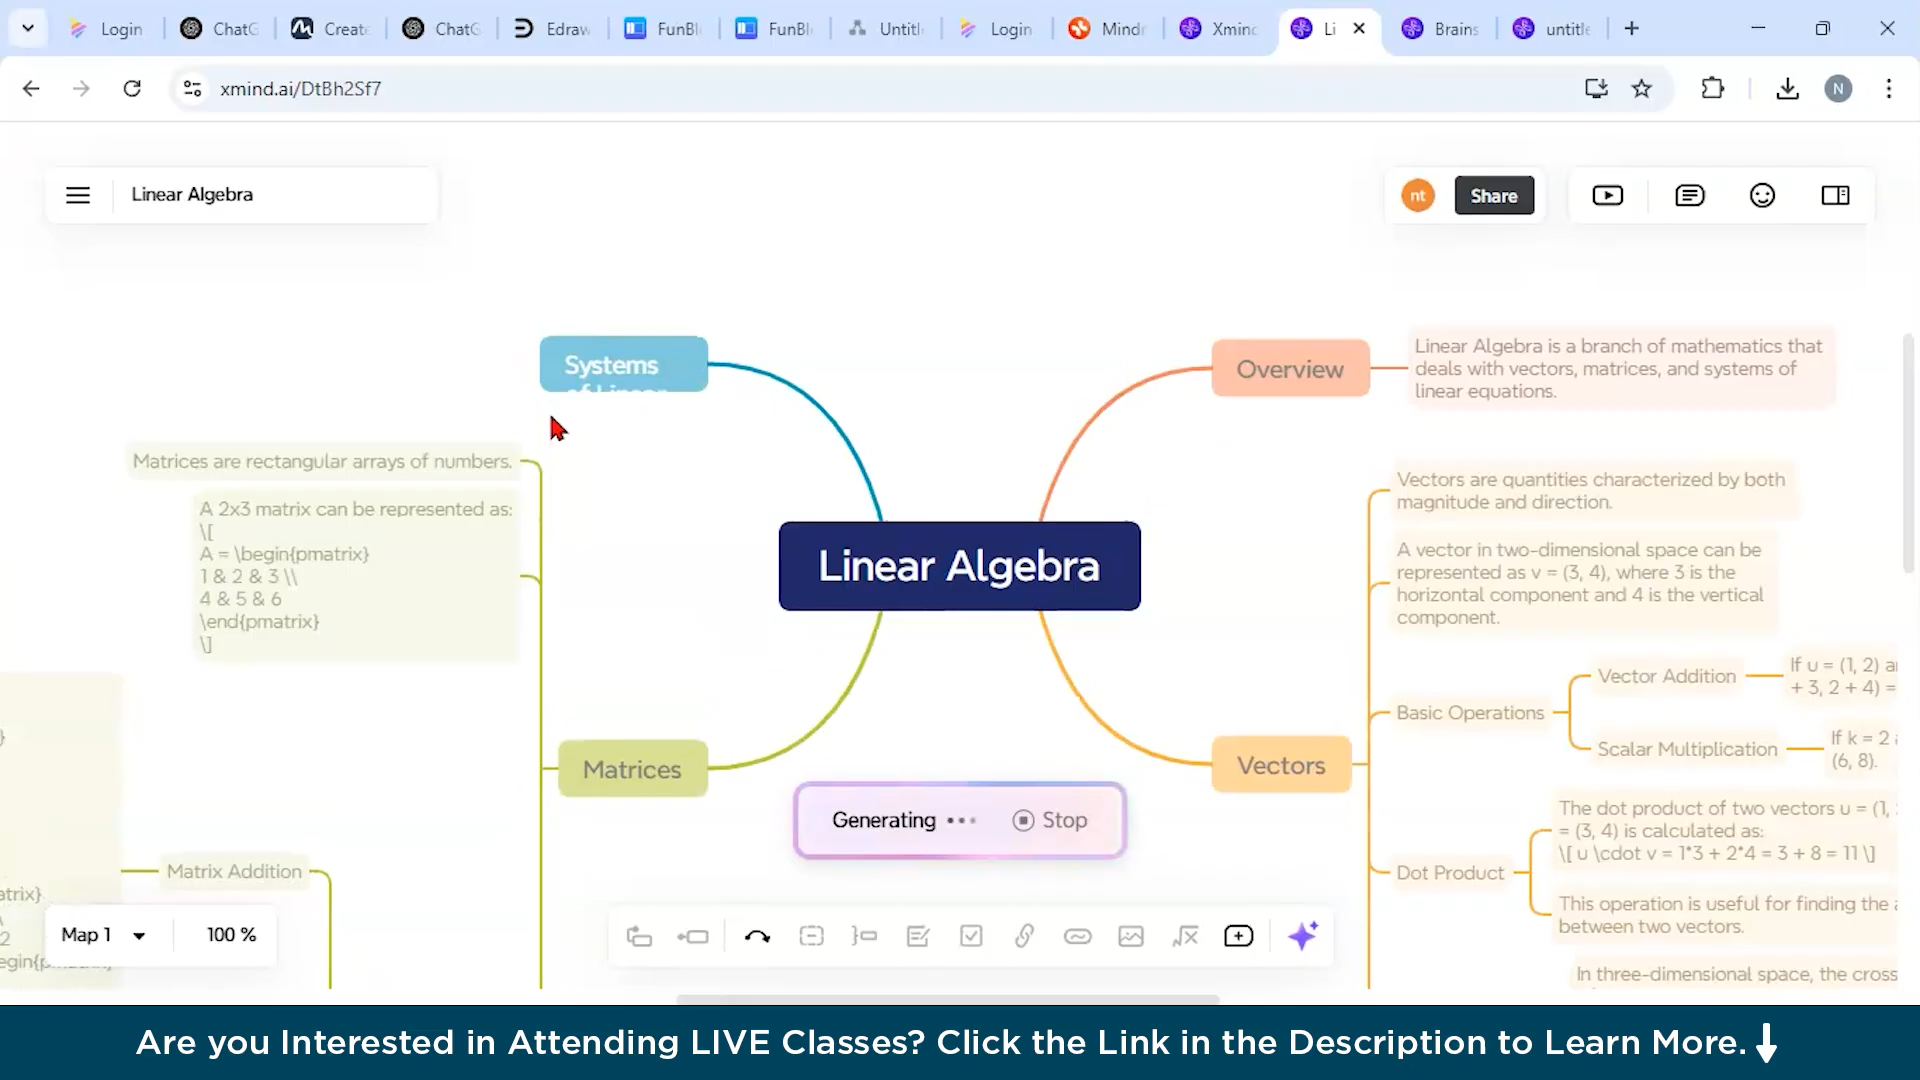 Login
ChatG
Create
ChatG
Edraw
FunBl
FunBl
Untitl
Login
Mindn
Xmind
Li
Brains
untitle
xmind.ai/DtBh2Sf7
N
Linear Algebra
nt
Share
Systems
of Linear
Overview
Linear Algebra is a branch of mathematics that
deals with vectors, matrices, and systems of
linear equations.
Matrices are rectangular arrays of numbers.
A 2x3 matrix can be represented as:
\[
A = \begin{pmatrix}
1 & 2 & 3 \\
4 & 5 & 6
\end{pmatrix}
\]
Vectors are quantities characterized by both
magnitude and direction.
A vector in two-dimensional space can be
represented as v = (3, 4), where 3 is the
horizontal component and 4 is the vertical
component.
Linear Algebra
Vector Addition
If u = (1, 2) a
+ 3, 2 + 4) =
Basic Operations
Scalar Multiplication
If k = 2
(6, 8).
Matrices
Vectors
Generating •••
Stop
The dot product of two vectors u = (1,
= (3, 4) is calculated as:
\[ u \cdot v = 1*3 + 2*4 = 3 + 8 = 11 \]
Dot Product
This operation is useful for finding the
between two vectors.
In three-dimensional space, the cross
}
Matrix Addition
atrix}
2
egin{p
Map 1
100 %
Are you Interested in Attending LIVE Classes? Click the Link in the Description to Learn More.